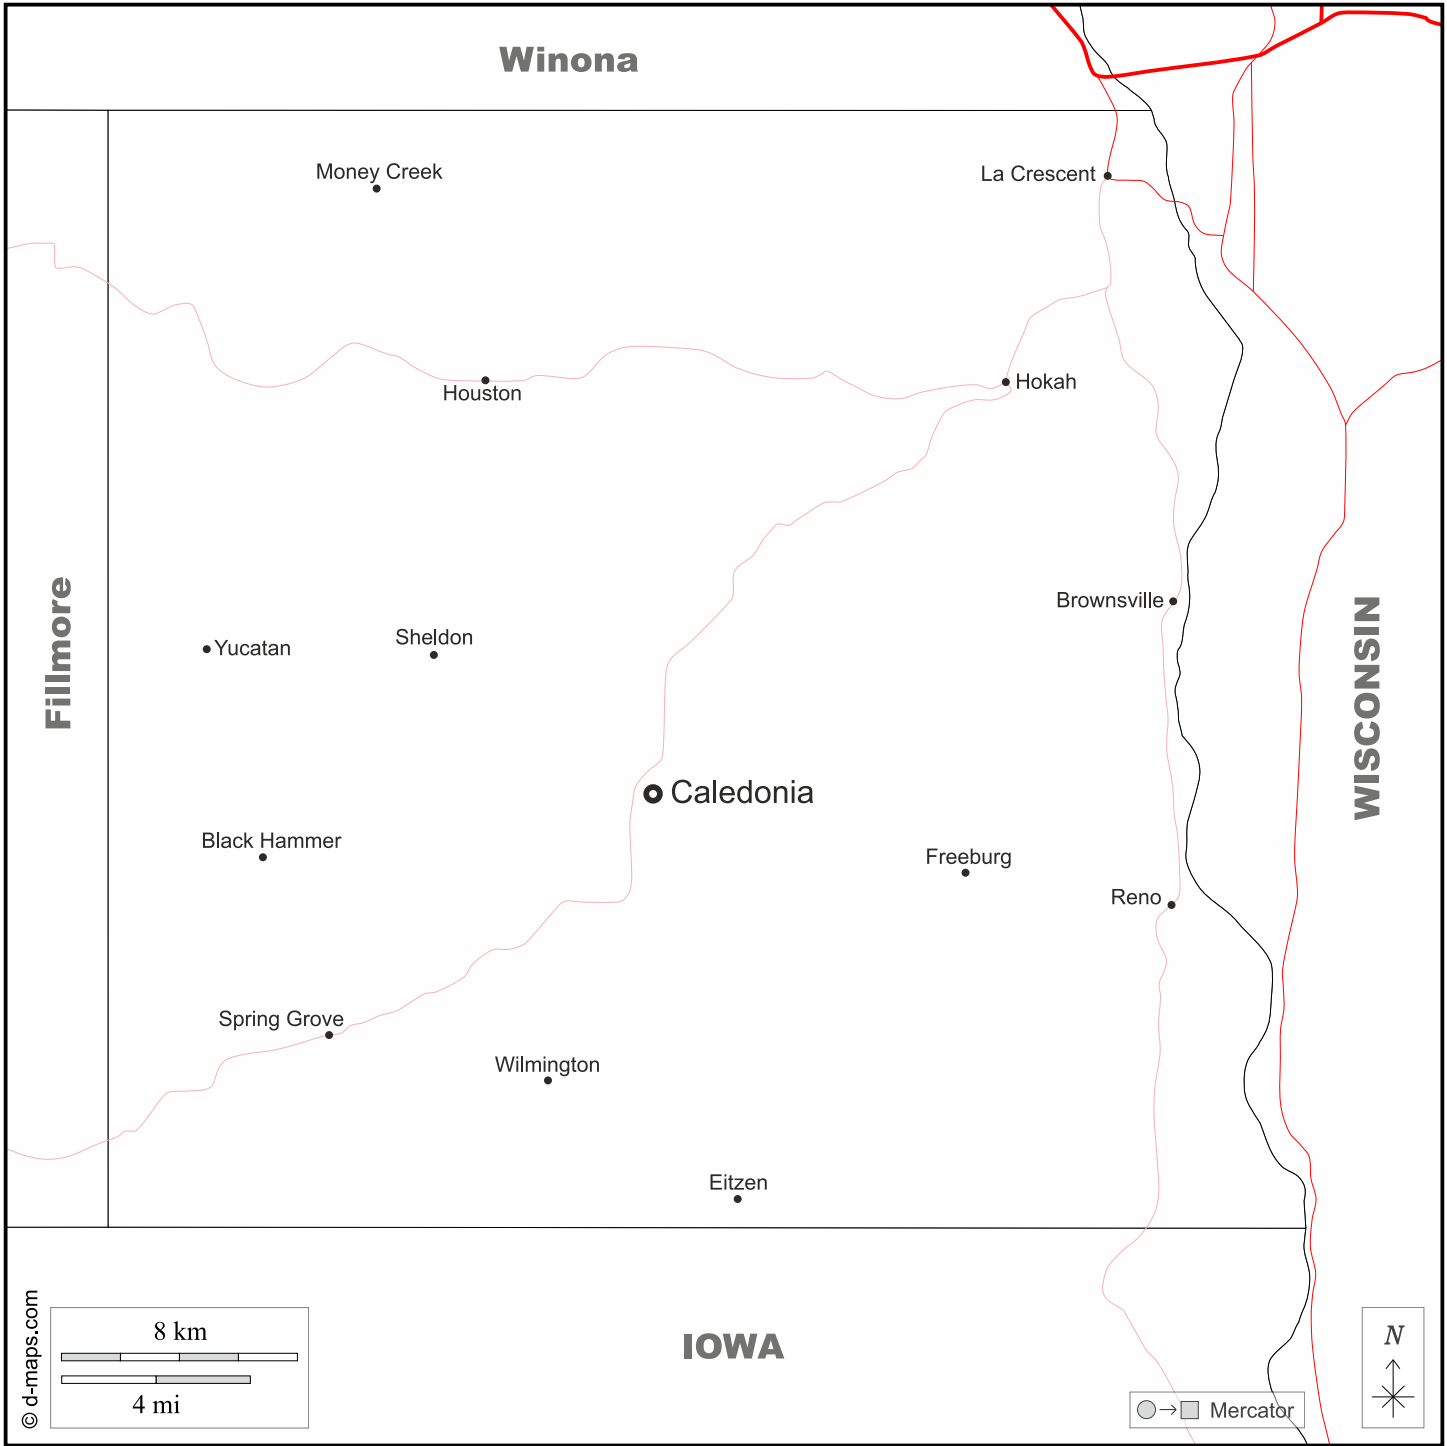 Winona
Money Creek
La Crescent
Houston
Hokah
Fillmore
Brownsville
WISCONSIN
Sheldon
Yucatan
Caledonia
Black Hammer
Freeburg
Reno
Spring Grove
Wilmington
Eitzen
IOWA
© d-maps.com
8 km
4 mi
N
Mercator